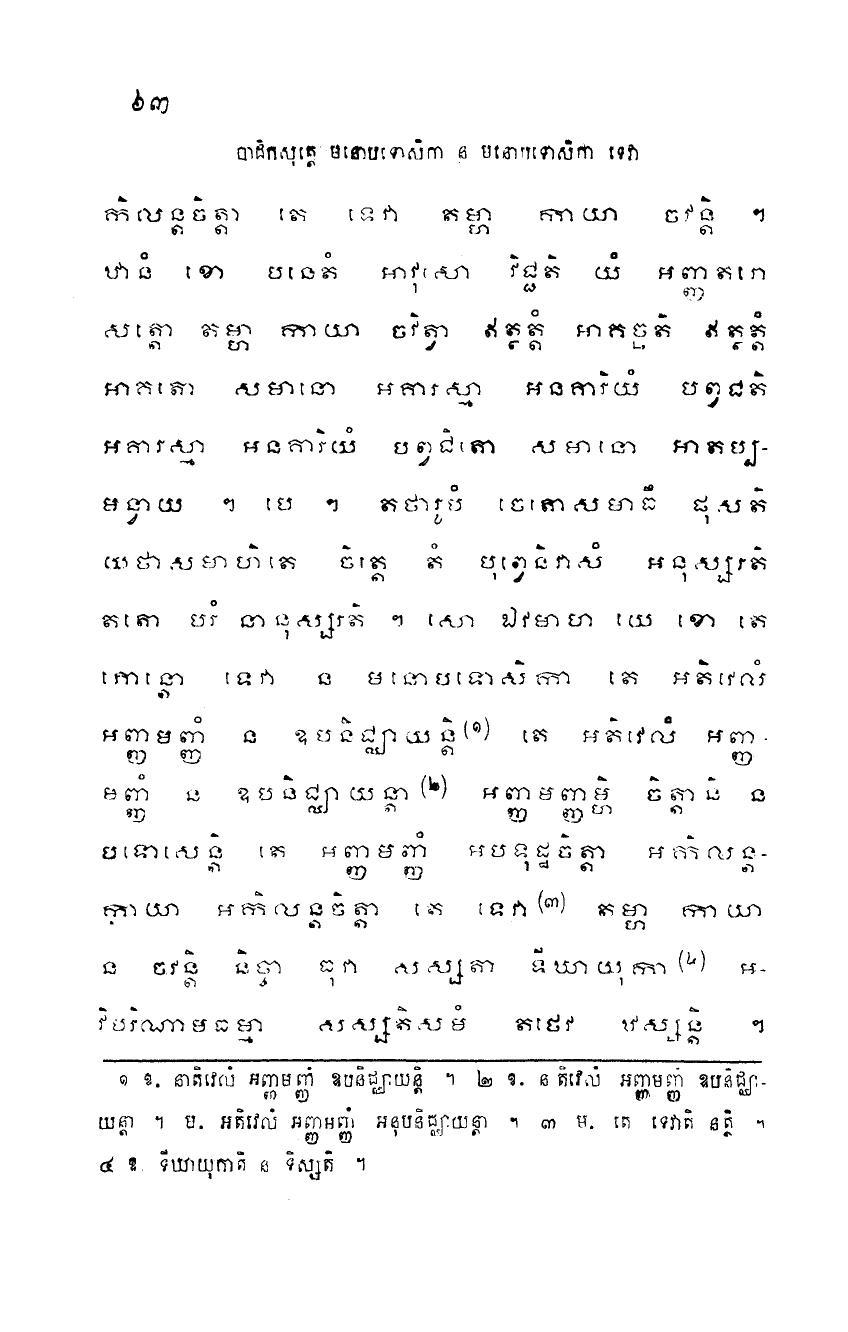 ៦៣
បាដិកសុត្តេ មនោបទោសិកា ន មនោបទោសិកា ទេវា
កិលន្តចិត្តា តេ ទេវា តម្ហា កាយា ចវន្តិ ។
ឋានំ ខោ បនេតំ អាវុសោ វិជ្ជតិ យំ អញ្ញតរោ
សត្តោ តម្ហា កាយា ចវិត្វា ឥត្ថត្តំ អាគច្ឆតិ ឥត្ថត្តំ
អាគតោ សមានោ អគារស្មា អនគារិយំ បព្វជតិ
អគារស្មា អនគារិយំ បព្វជិតោ សមានោ អាតប្ប-
មន្វាយ ។ បេ ។ តថារូបំ ចេតោសមាធឹ ផុសតិ
យថាសមាហិតេ ចិត្តេ តំ បុព្វេនិវាសំ អនុស្សរតិ
តតោ បរំ នានុស្សរតិ ។ សោ ឯវមាហ យេ ខោ តេ
ភោន្តោ ទេវា ន មនោបទោសិកា តេ អតិវេលំ
អញ្ញមញ្ញំ ន ឧបនិជ្ឈាយន្តិ (១) តេ អតិវេលំ អញ្ញ-
មញ្ញំ ន ឧបនិជ្ឈាយន្តា (២) អញ្ញមញ្ញម្ហិ ចិត្តានិ ន
បទោសេន្តិ តេ អញ្ញមញ្ញំ អបទុដ្ឋចិត្តា អកិលន្ត-
កាយា អកិលន្តចិត្តា តេ ទេវា (៣) តម្ហា កាយា
ន ចវន្តិ និច្ចា ធុវា សស្សតា ទីឃាយុកា (៤) អ-
វិបរិណាមធម្មា សស្សតិសមំ តថេវ ឋស្សន្តិ ។
១ ឱ. នាតិវេលំ អញ្ញមញ្ញំ ឧបនិជ្ឈាយន្តិ ។ ២ ឱ. ន តិវេលំ អញ្ញមញ្ញំ ឧបនិជ្ឈា-
យន្តា ។ ម. អតិវេលំ អញ្ញមញ្ញំ អនុបនិជ្ឈាយន្តា ។ ៣ ម. តេ ទេវាតិ នត្ថិ ។
៤ ឱ. ទីឃាយុកាតិ ន ទិស្សតិ ។